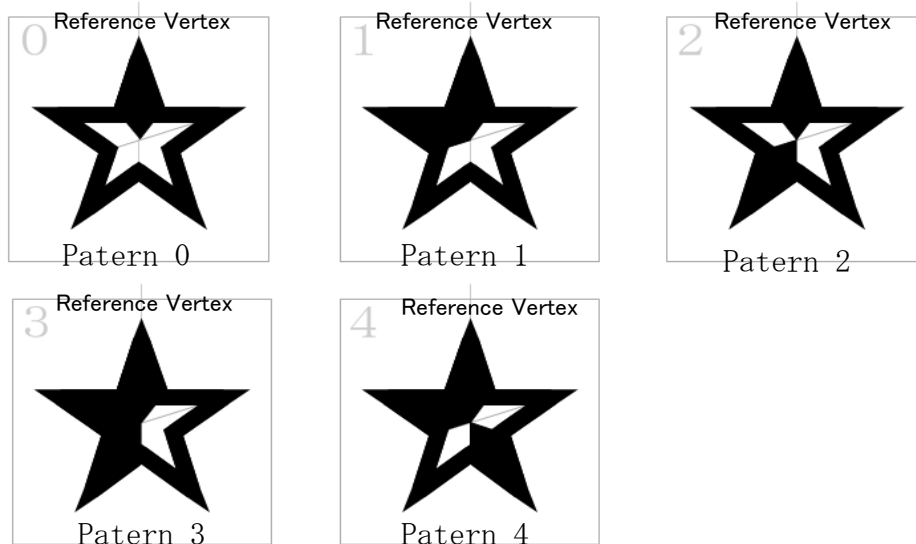 Reference Vertex
0
Patern 0
Reference Vertex
1
Patern 1
Reference Vertex
2
Patern 2
Reference Vertex
3
Patern 3
Reference Vertex
4
Patern 4